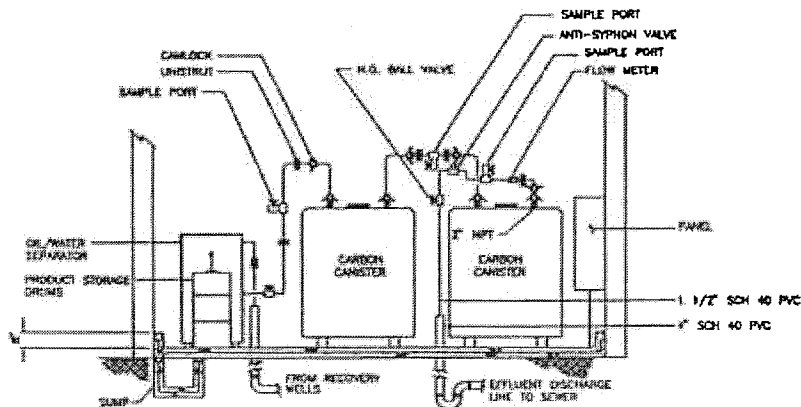 SAMPLE PORT
ANTI-SYPHON VALVE
SAMPLE PORT
FLOW METER
CAMLOCK
UNISTRUT
SAMPLE PORT
H.O. BALL VALVE
OIL/WATER
SEPARATOR
PRODUCT STORAGE
DRUMS
CARBON
CANISTER
2" NPT
CARBON
CANISTER
PANEL
1 1/2" SCH 40 PVC
4" SCH 40 PVC
SUMP
FROM RECOVERY
WELLS
EFFLUENT DISCHARGE
LINE TO SEWER